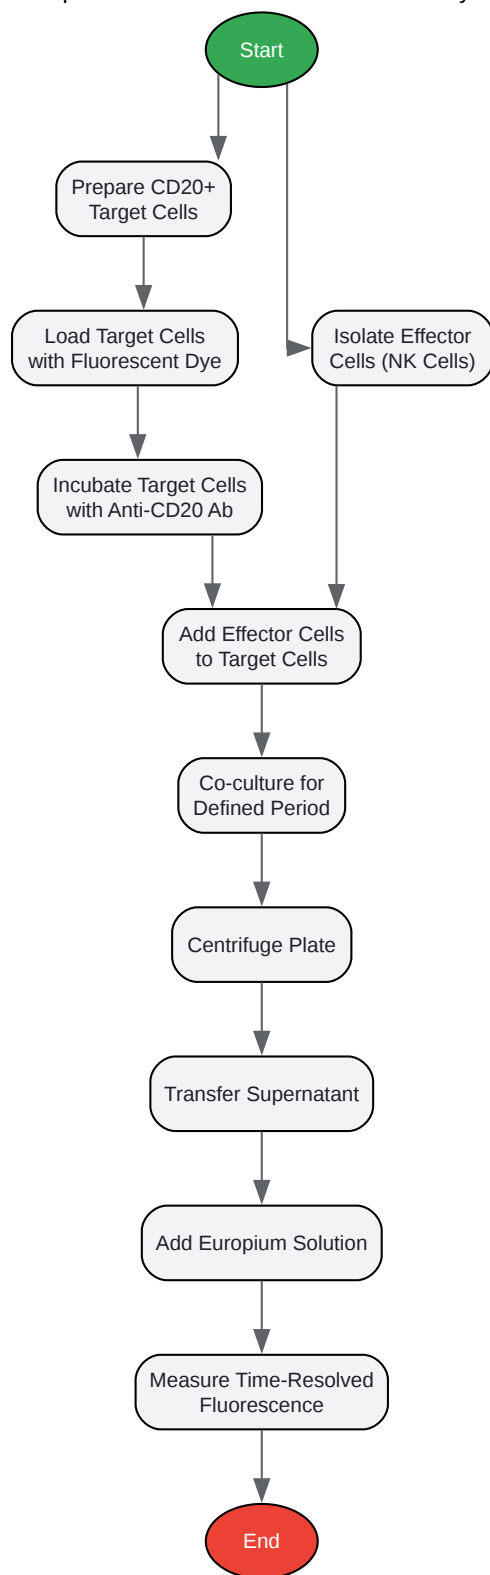 Start
Prepare CD20+
Target Cells
Load Target Cells
with Fluorescent Dye
Isolate Effector
Cells (NK Cells)
Incubate Target Cells
with Anti-CD20 Ab
Add Effector Cells
to Target Cells
Co-culture for
Defined Period
Centrifuge Plate
Transfer Supernatant
Add Europium Solution
Measure Time-Resolved
Fluorescence
End